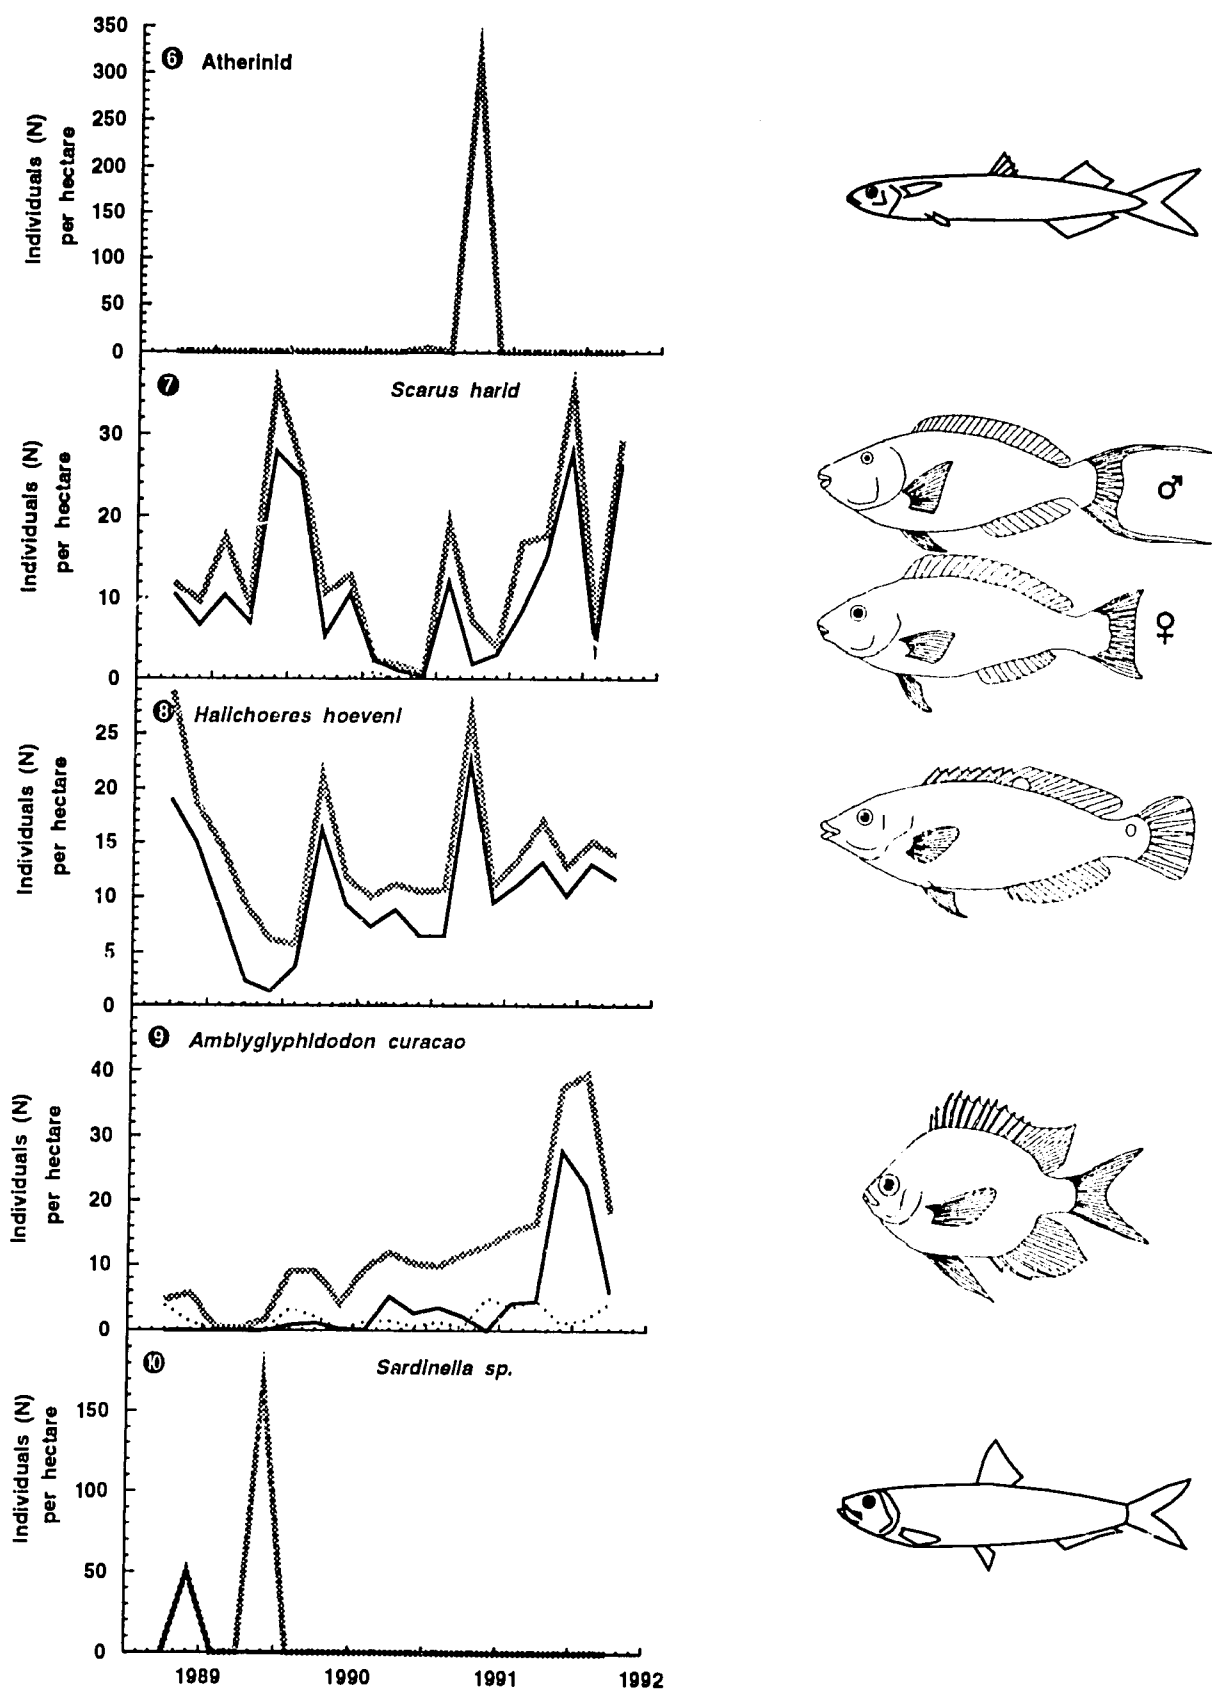 350
300
250
200
150
100
50
0
Individuals (N)
per hectare
6 Atherinid
7 Scarus harid
30
20
10
0
Individuals (N)
per hectare
♂
♀
8 Halichoeres hoeveni
25
20
15
10
5
0
Individuals (N)
per hectare
9 Amblyglyphidodon curacao
40
30
20
10
0
Individuals (N)
per hectare
10 Sardinella sp.
150
100
50
0
Individuals (N)
per hectare
1989 1990 1991 1992